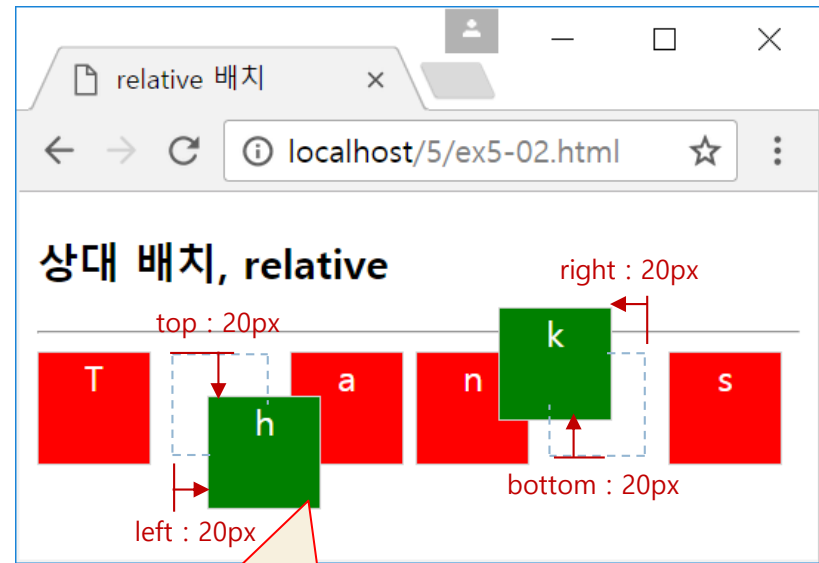 relative 배치
localhost/5/ex5-02.html
상대 배치, relative
right : 20px
top : 20px
T
h
a
n
k
s
bottom : 20px
left : 20px